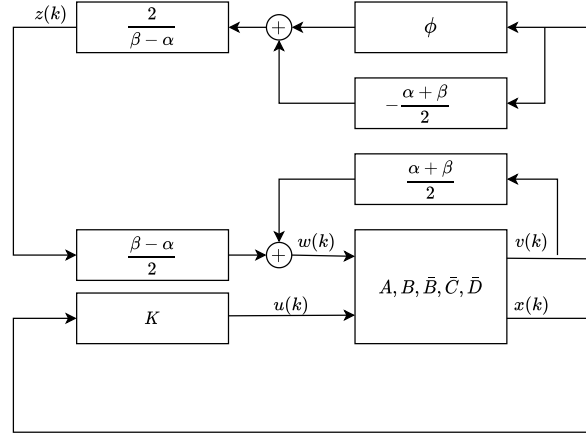 z(k)
2
β − α
+
ϕ
− α + β
2
α + β
2
β − α
2
+
w(k)
v(k)
A, B, B̄, C̄, D̄
K
u(k)
x(k)